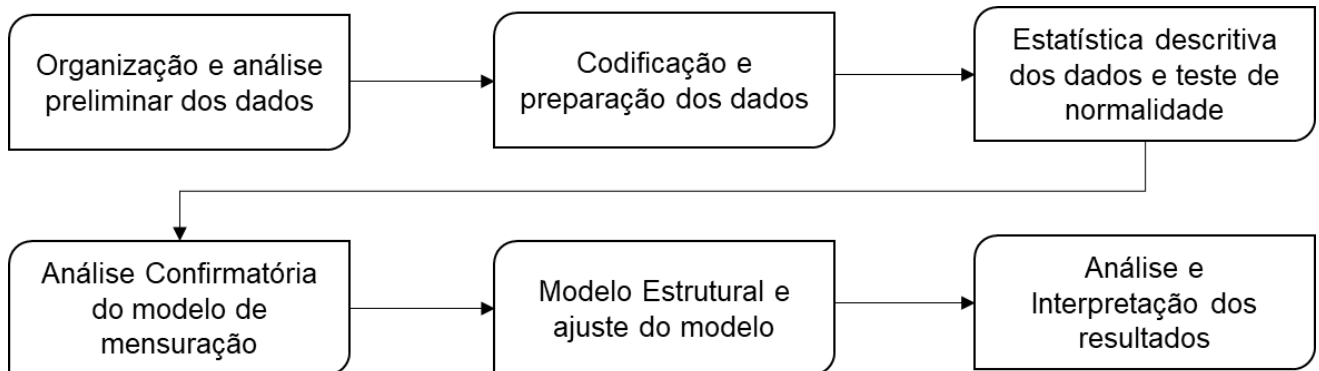 Organização e análise
preliminar dos dados
Codificação e
preparação dos dados
Estatística descritiva
dos dados e teste de
normalidade
Análise Confirmatória
do modelo de
mensuração
Modelo Estrutural e
ajuste do modelo
Análise e
Interpretação dos
resultados